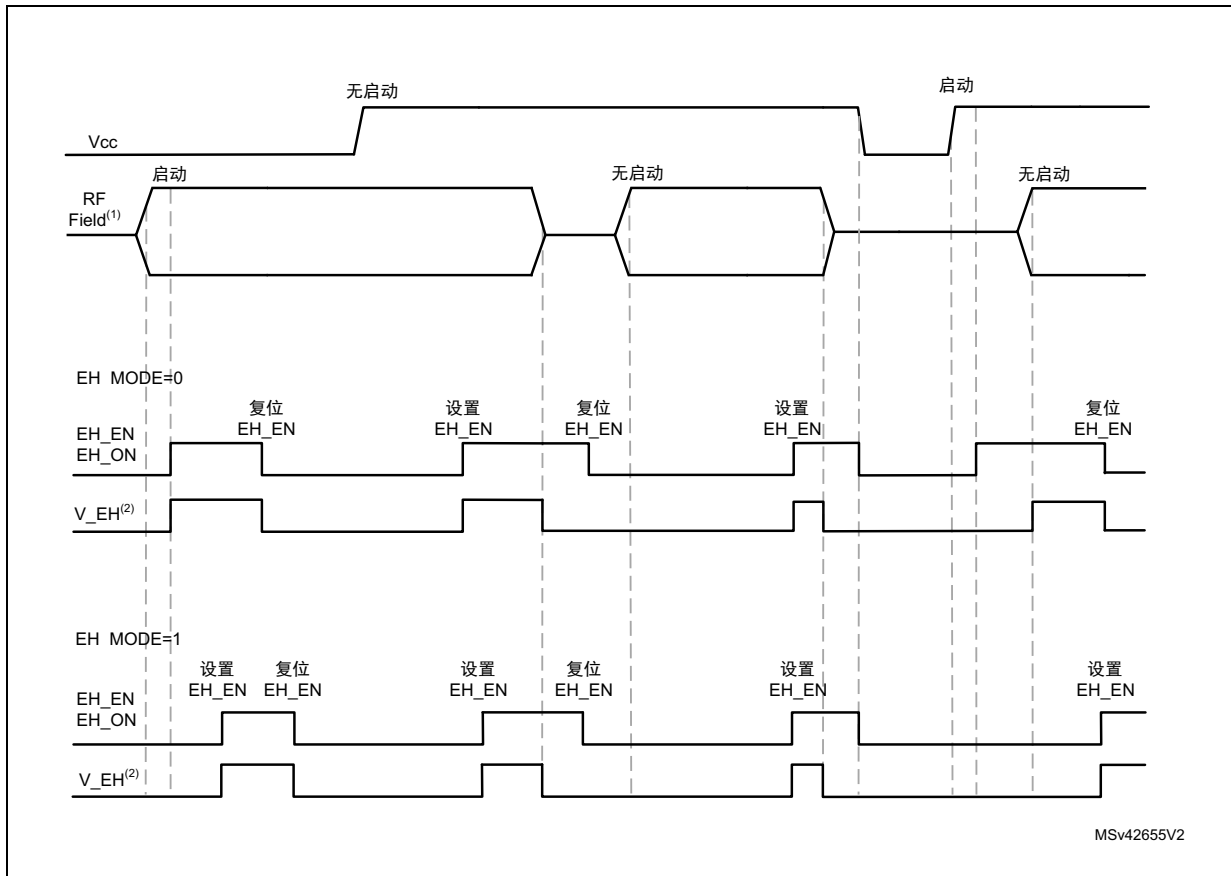 无启动
启动
Vcc
启动
无启动
无启动
RF
Field(1)
EH MODE=0
复位
EH_EN
设置
EH_EN
复位
EH_EN
设置
EH_EN
复位
EH_EN
EH_EN
EH_ON
V_EH(2)
EH MODE=1
设置
EH_EN
复位
EH_EN
设置
EH_EN
复位
EH_EN
设置
EH_EN
设置
EH_EN
EH_EN
EH_ON
V_EH(2)
MSv42655V2